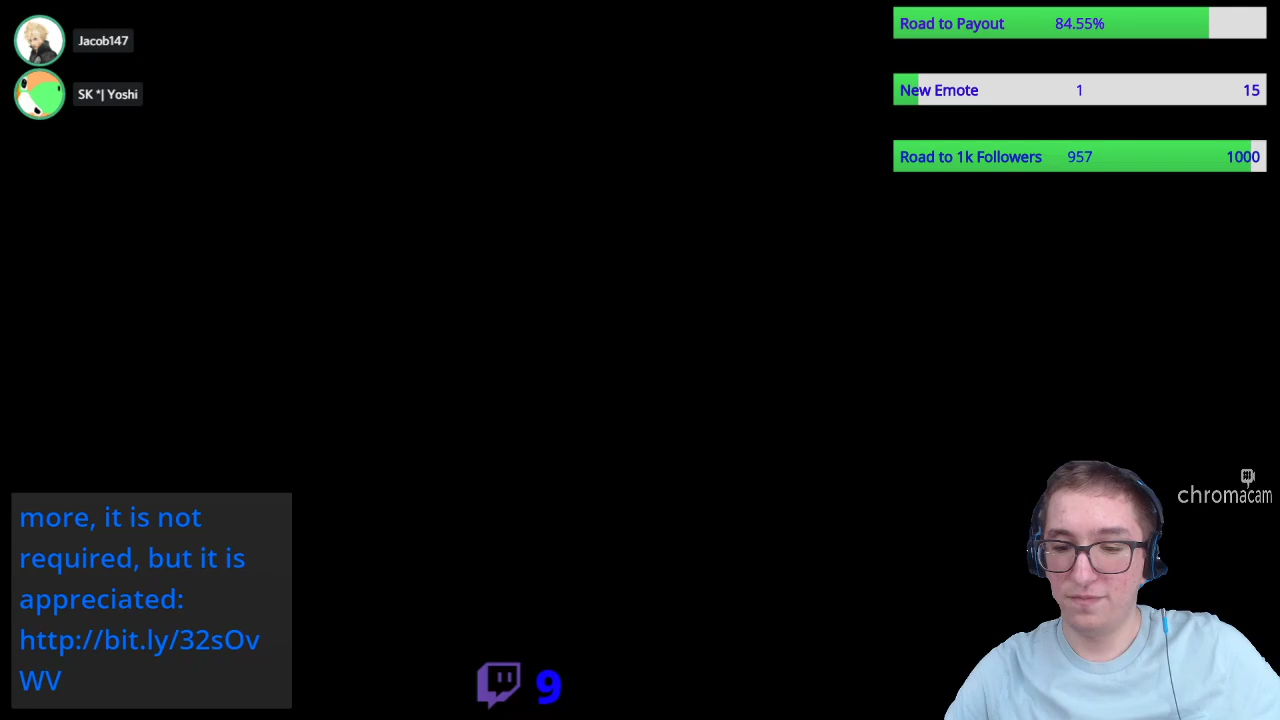 Jacob147
SK *| Yoshi
Road to Payout 84.55%
New Emote 1 15
Road to 1k Followers 957 1000
chromacam
more, it is not
required, but it is
appreciated:
http://bit.ly/32sOv
WV
9